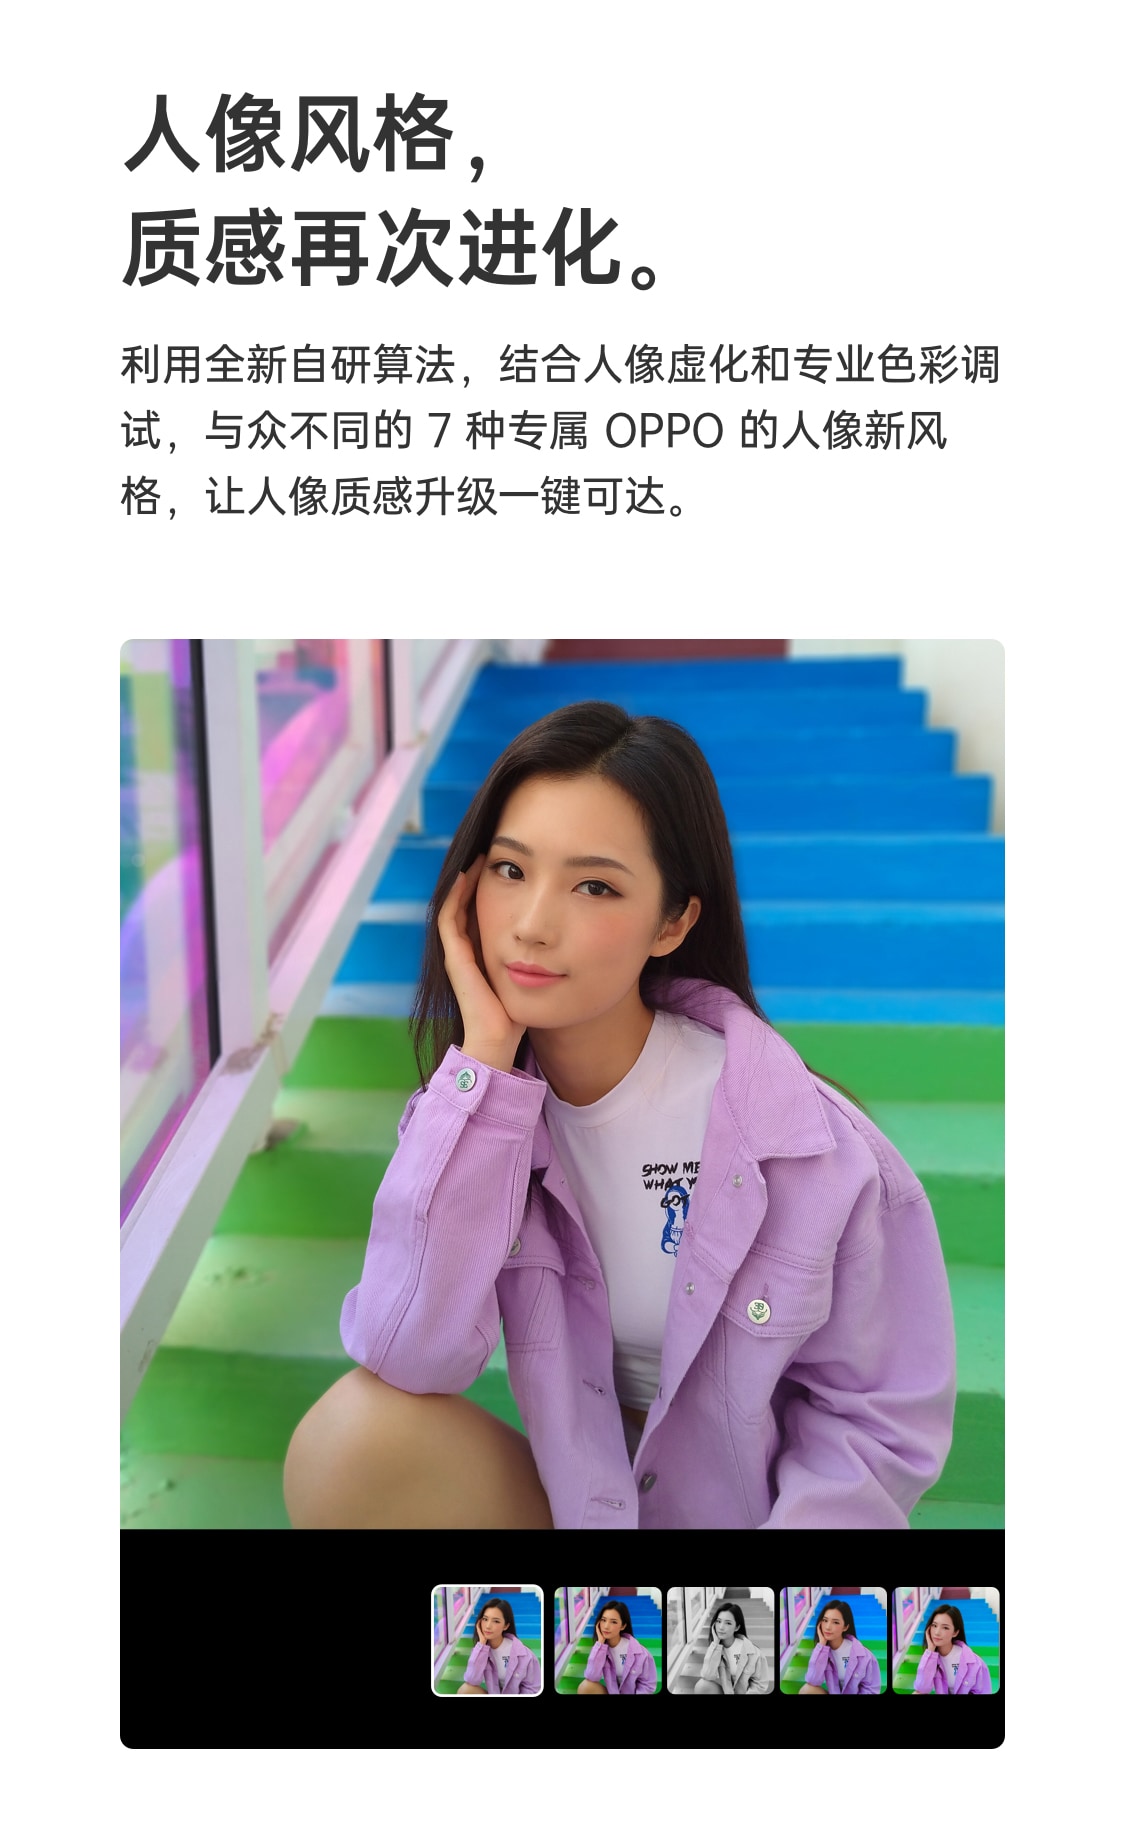 人像风格，
质感再次进化。
利用全新自研算法，结合人像虚化和专业色彩调
试，与众不同的 7 种专属 OPPO 的人像新风
格，让人像质感升级一键可达。
SHOW ME
WHAT Y
GOT